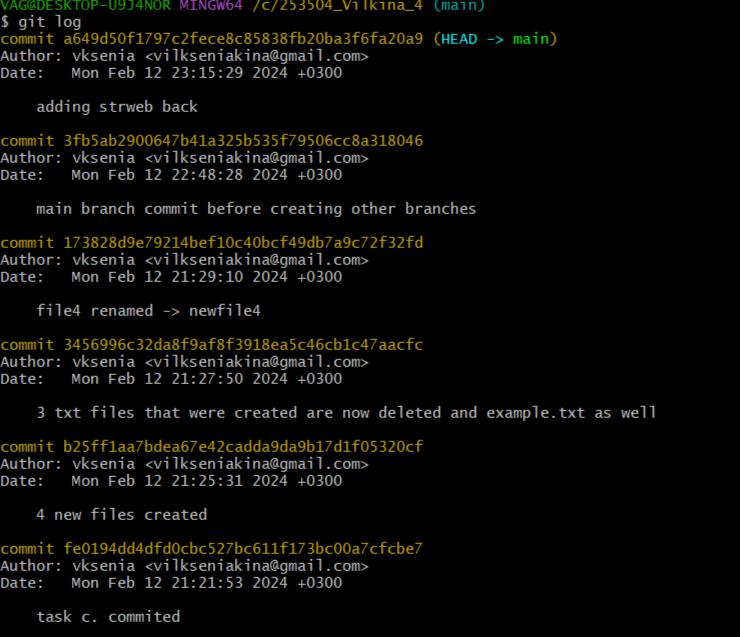 VAG@DESKTOP-U9J4NOR MINGW64 /c/253504_Vilkina_4 (main)
$ git log
commit a649d50f1797c2fece8c85838fb20ba3f6fa20a9 (HEAD -> main)
Author: vksenia <vilkseniakina@gmail.com>
Date:   Mon Feb 12 23:15:29 2024 +0300
    adding strweb back
commit 3fb5ab2900647b41a325b535f79506cc8a318046
Author: vksenia <vilkseniakina@gmail.com>
Date:   Mon Feb 12 22:48:28 2024 +0300
    main branch commit before creating other branches
commit 173828d9e79214bef10c40bcf49db7a9c72f32fd
Author: vksenia <vilkseniakina@gmail.com>
Date:   Mon Feb 12 21:29:10 2024 +0300
    file4 renamed -> newfile4
commit 3456996c32da8f9af8f3918ea5c46cb1c47aacfc
Author: vksenia <vilkseniakina@gmail.com>
Date:   Mon Feb 12 21:27:50 2024 +0300
    3 txt files that were created are now deleted and example.txt as well
commit b25ff1aa7bdea67e42cadda9da9b17d1f05320cf
Author: vksenia <vilkseniakina@gmail.com>
Date:   Mon Feb 12 21:25:31 2024 +0300
    4 new files created
commit fe0194dd4dfd0cbc527bc611f173bc00a7cfcbe7
Author: vksenia <vilkseniakina@gmail.com>
Date:   Mon Feb 12 21:21:53 2024 +0300
    task c. commited